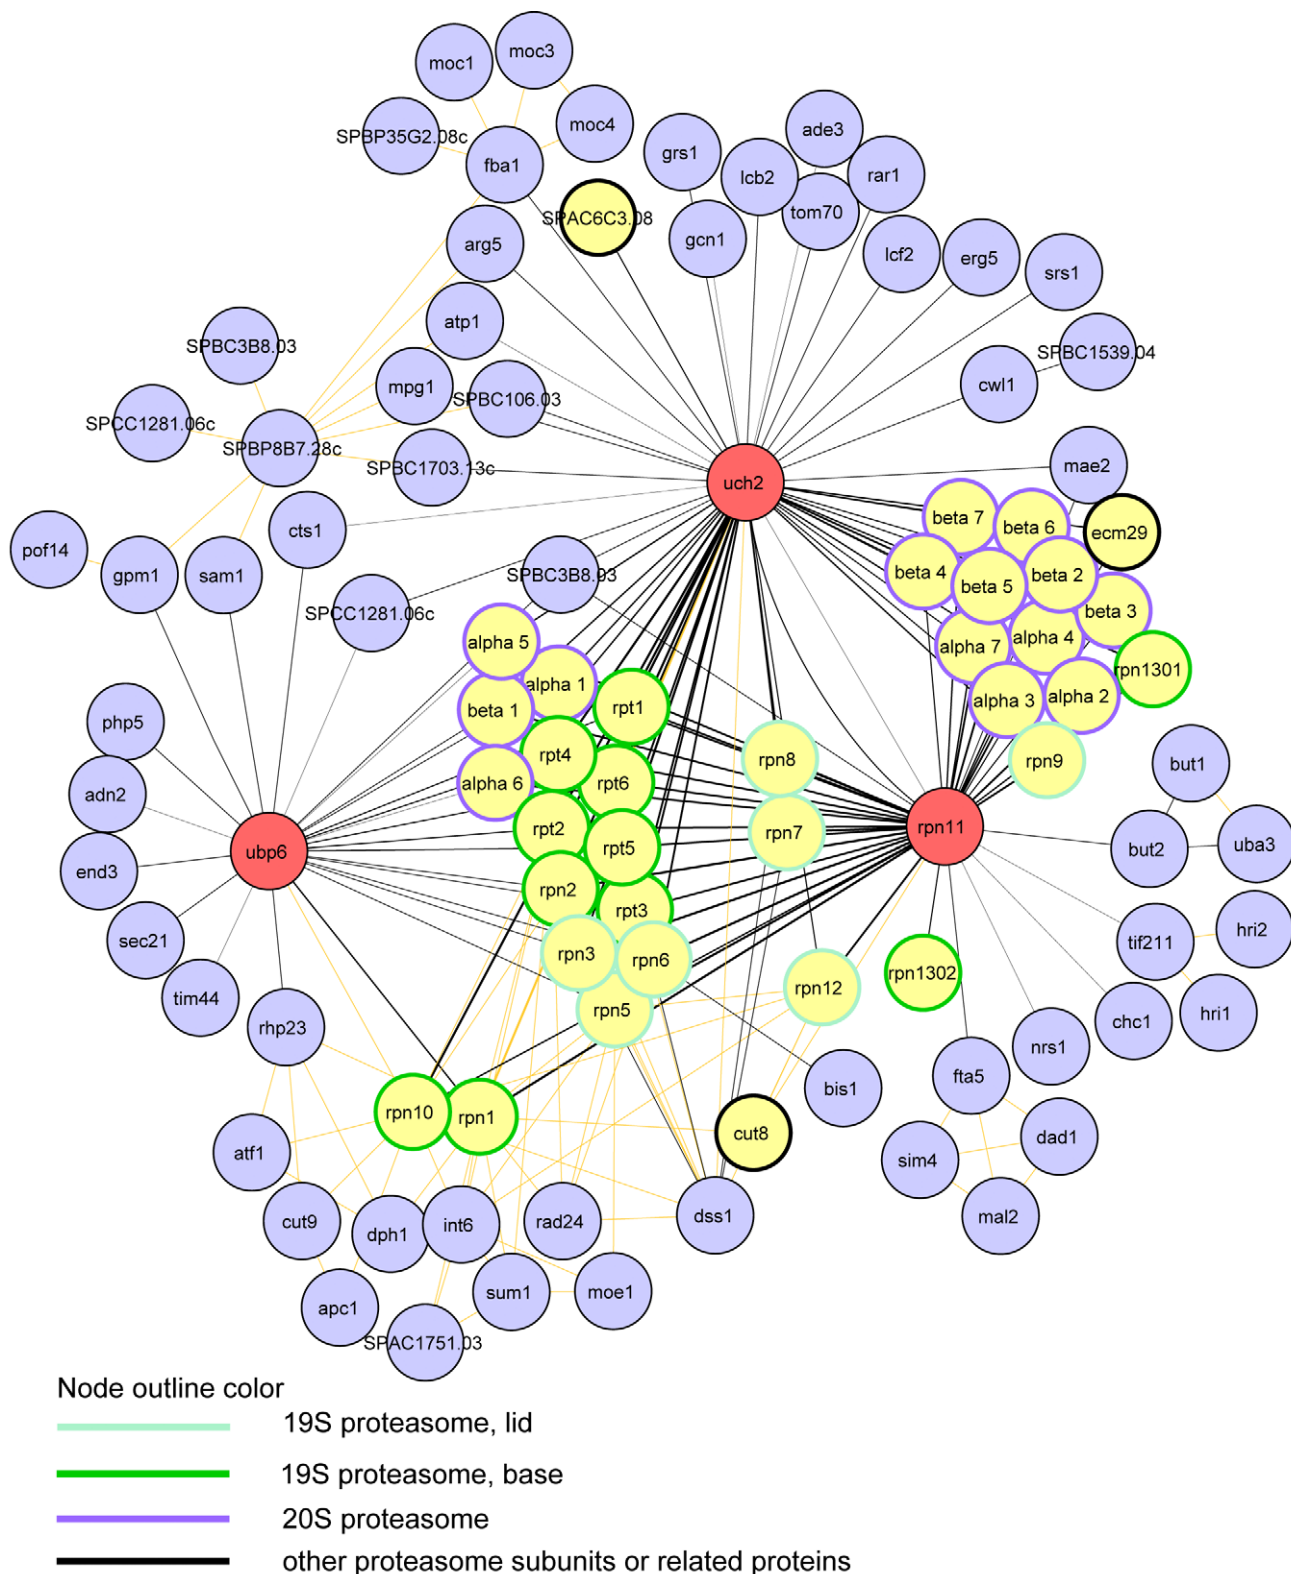 moc1
moc3
SPBP35G2.08c
moc4
fba1
ade3
grs1
lcb2
rar1
SPAC6C3.08
tom70
arg5
gcn1
lcf2
erg5
srs1
atp1
SPBC3B8.03
SPBC1539.04
mpg1
SPBC106.03
cwl1
SPCC1281.06c
SPBP8B7.28c
SPBC1703.13c
uch2
mae2
cts1
beta 7
beta 6
ecm29
pof14
gpm1
sam1
SPBC3B8.93
beta 4
beta 5
beta 2
SPCC1281.06c
beta 3
alpha 5
alpha 7
alpha 4
alpha 1
rpn1301
beta 1
rpt1
alpha 3
alpha 2
php5
rpt4
rpn8
rpn9
but1
adn2
alpha 6
rpt6
rpt2
rpn7
rpn11
ubp6
rpt5
but2
uba3
end3
rpn2
rpt3
sec21
rpn3
rpn6
tif211
hri2
rpn12
rpn1302
tim44
rpn5
rhp23
chc1
hri1
nrs1
fta5
bis1
rpn10
rpn1
cut8
dad1
atf1
sim4
cut9
dph1
int6
rad24
dss1
mal2
sum1
moe1
apc1
SPAC1751.03
Node outline color
19S proteasome, lid
19S proteasome, base
20S proteasome
other proteasome subunits or related proteins